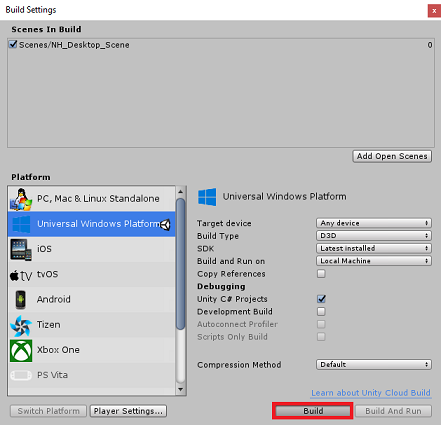 Build Settings
x
Scenes In Build
Scenes/NH_Desktop_Scene 0
Add Open Scenes
Platform
PC, Mac & Linux Standalone
Universal Windows Platform
iOS
tvOS
Android
Tizen
Xbox One
PS Vita
Universal Windows Platform
Target device Any device
Build Type D3D
SDK Latest installed
Build and Run on Local Machine
Copy References
Debugging
Unity C# Projects
Development Build
Autoconnect Profiler
Scripts Only Build
Compression Method Default
Learn about Unity Cloud Build
Switch Platform Player Settings... Build Build And Run